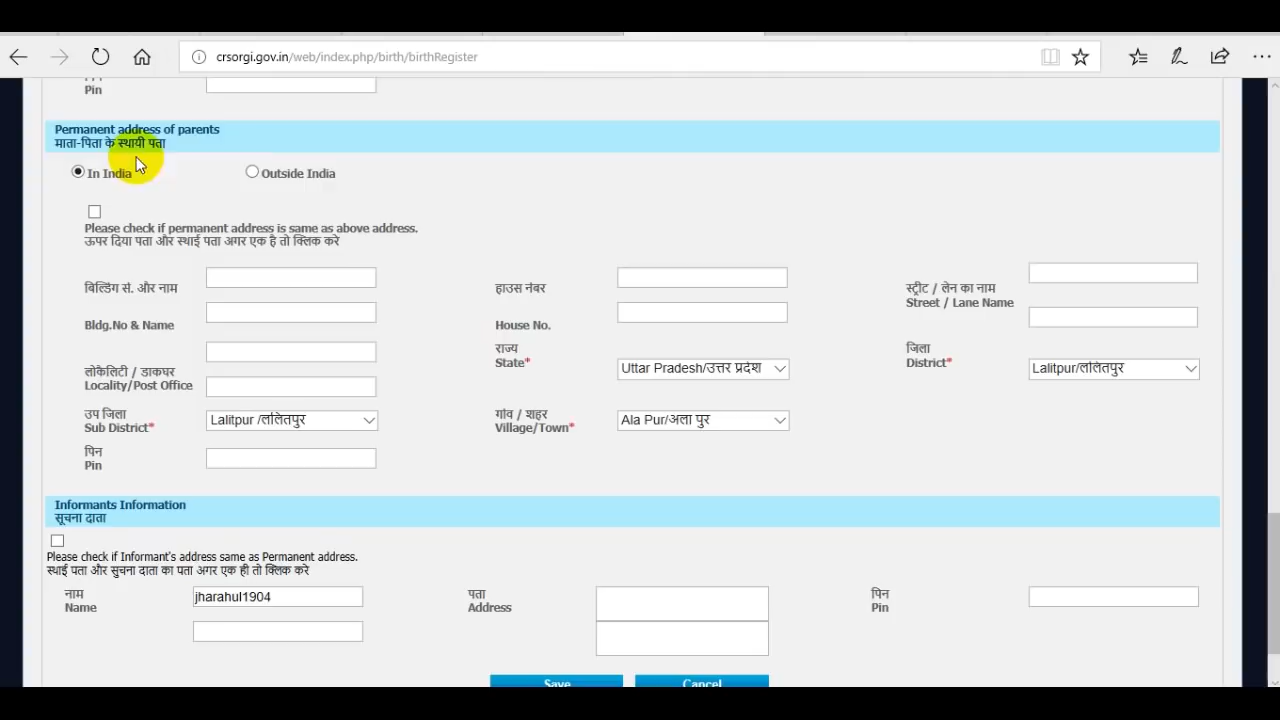 crsorgi.gov.in/web/index.php/birth/birthRegister
Pin
Permanent address of parents
माता-पिता के स्थायी पता
In India
Outside India
Please check if permanent address is same as above address.
ऊपर दिया पता और स्थाई पता अगर एक है तो क्लिक करे
बिल्डिंग से. और नाम
हाउस नंबर
स्ट्रीट / लेन का नाम
Street / Lane Name
Bldg.No & Name
House No.
राज्य
State*
Uttar Pradesh/उत्तर प्रदेश
जिला
District*
Lalitpur/ललितपुर
लोकैलिटी / डाकघर
Locality/Post Office
उप जिला
Sub District*
Lalitpur /ललितपुर
गांव / शहर
Village/Town*
Ala Pur/अला पुर
पिन
Pin
Informants Information
सूचना दाता
Please check if Informant's address same as Permanent address.
स्थाई पता और सुचना दाता का पता अगर एक ही तो क्लिक करे
नाम
Name
jharahul1904
पता
Address
पिन
Pin
Save
Cancel